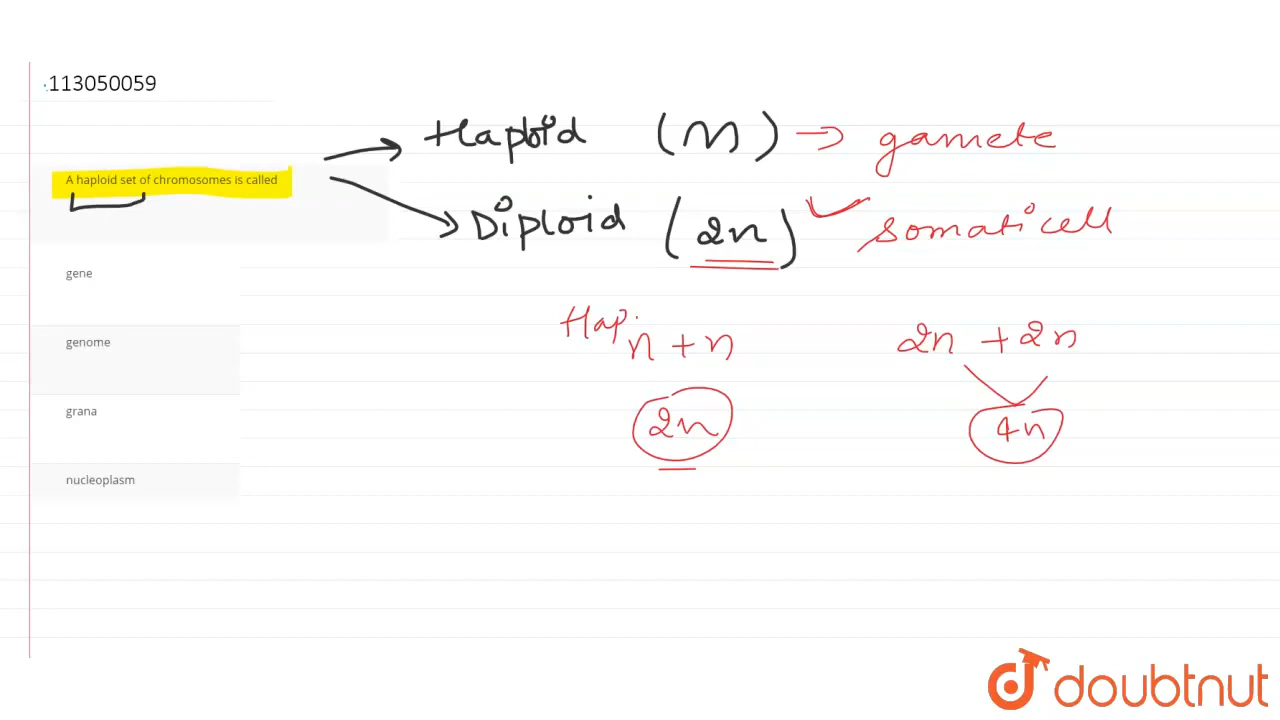 .113050059
Haploid (n) → gamete
A haploid set of chromosomes is called
Diploid (2n) somaticell
gene
Hap.
n + n 2n + 2n
genome
grana
2n 4n
nucleoplasm
doubtnut